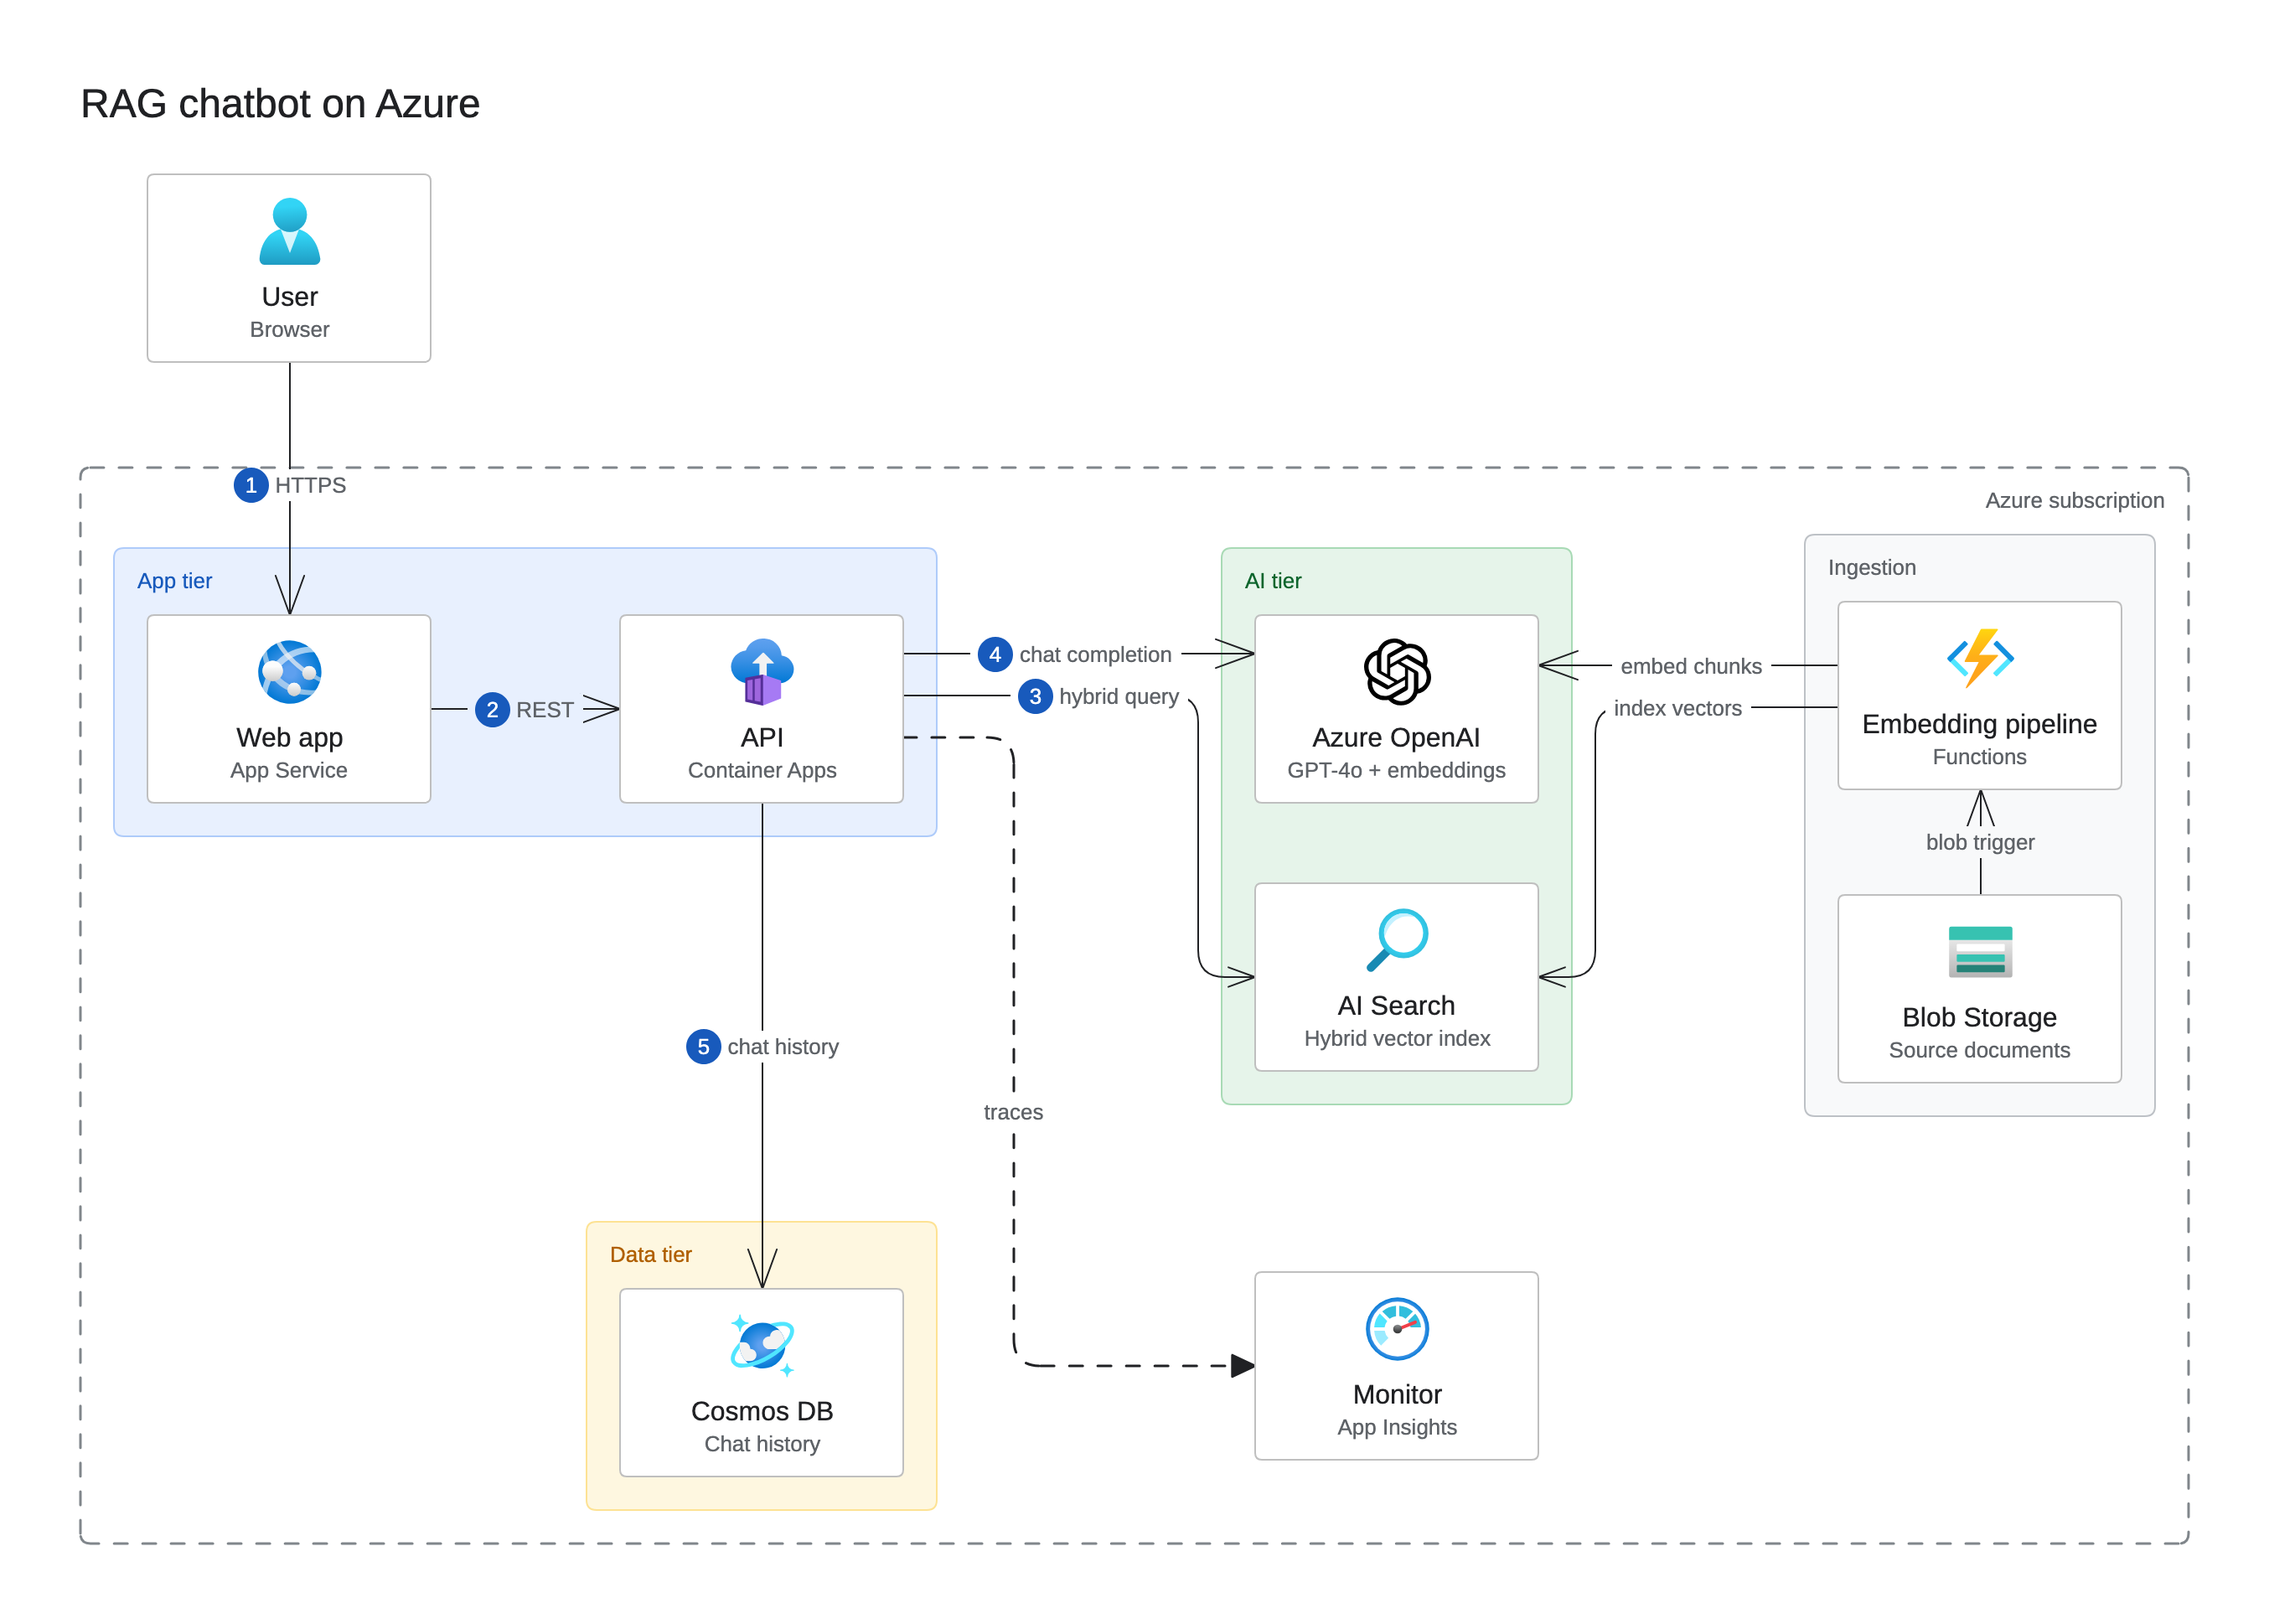 RAG chatbot on Azure
User
Browser
1 HTTPS
Azure subscription
App tier
Web app
App Service
2 REST
API
Container Apps
4 chat completion
3 hybrid query
AI tier
Azure OpenAI
GPT-4o + embeddings
embed chunks
index vectors
Ingestion
Embedding pipeline
Functions
blob trigger
AI Search
Hybrid vector index
Blob Storage
Source documents
5 chat history
traces
Data tier
Cosmos DB
Chat history
Monitor
App Insights